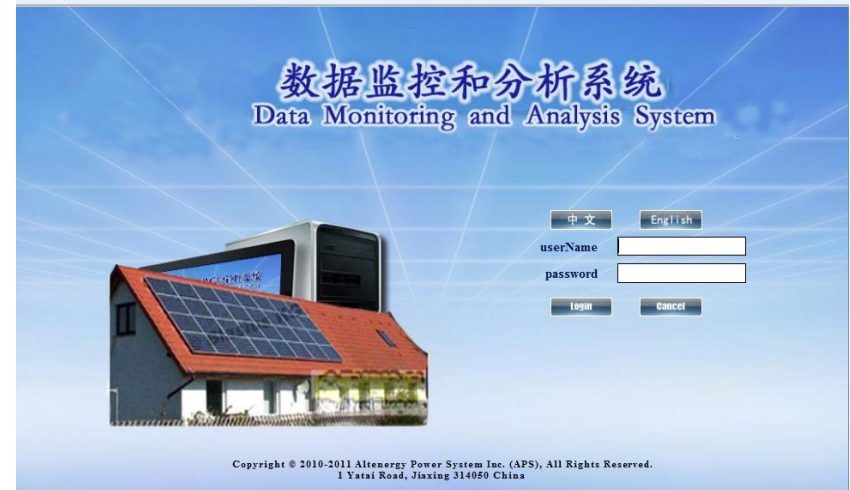 数据监控和分析系统
Data Monitoring and Analysis System
中 文 English
userName
password
Login Cancel
Copyright © 2010-2011 Altenergy Power System Inc. (APS), All Rights Reserved.
1 Yatai Road, Jiaxing 314050 China